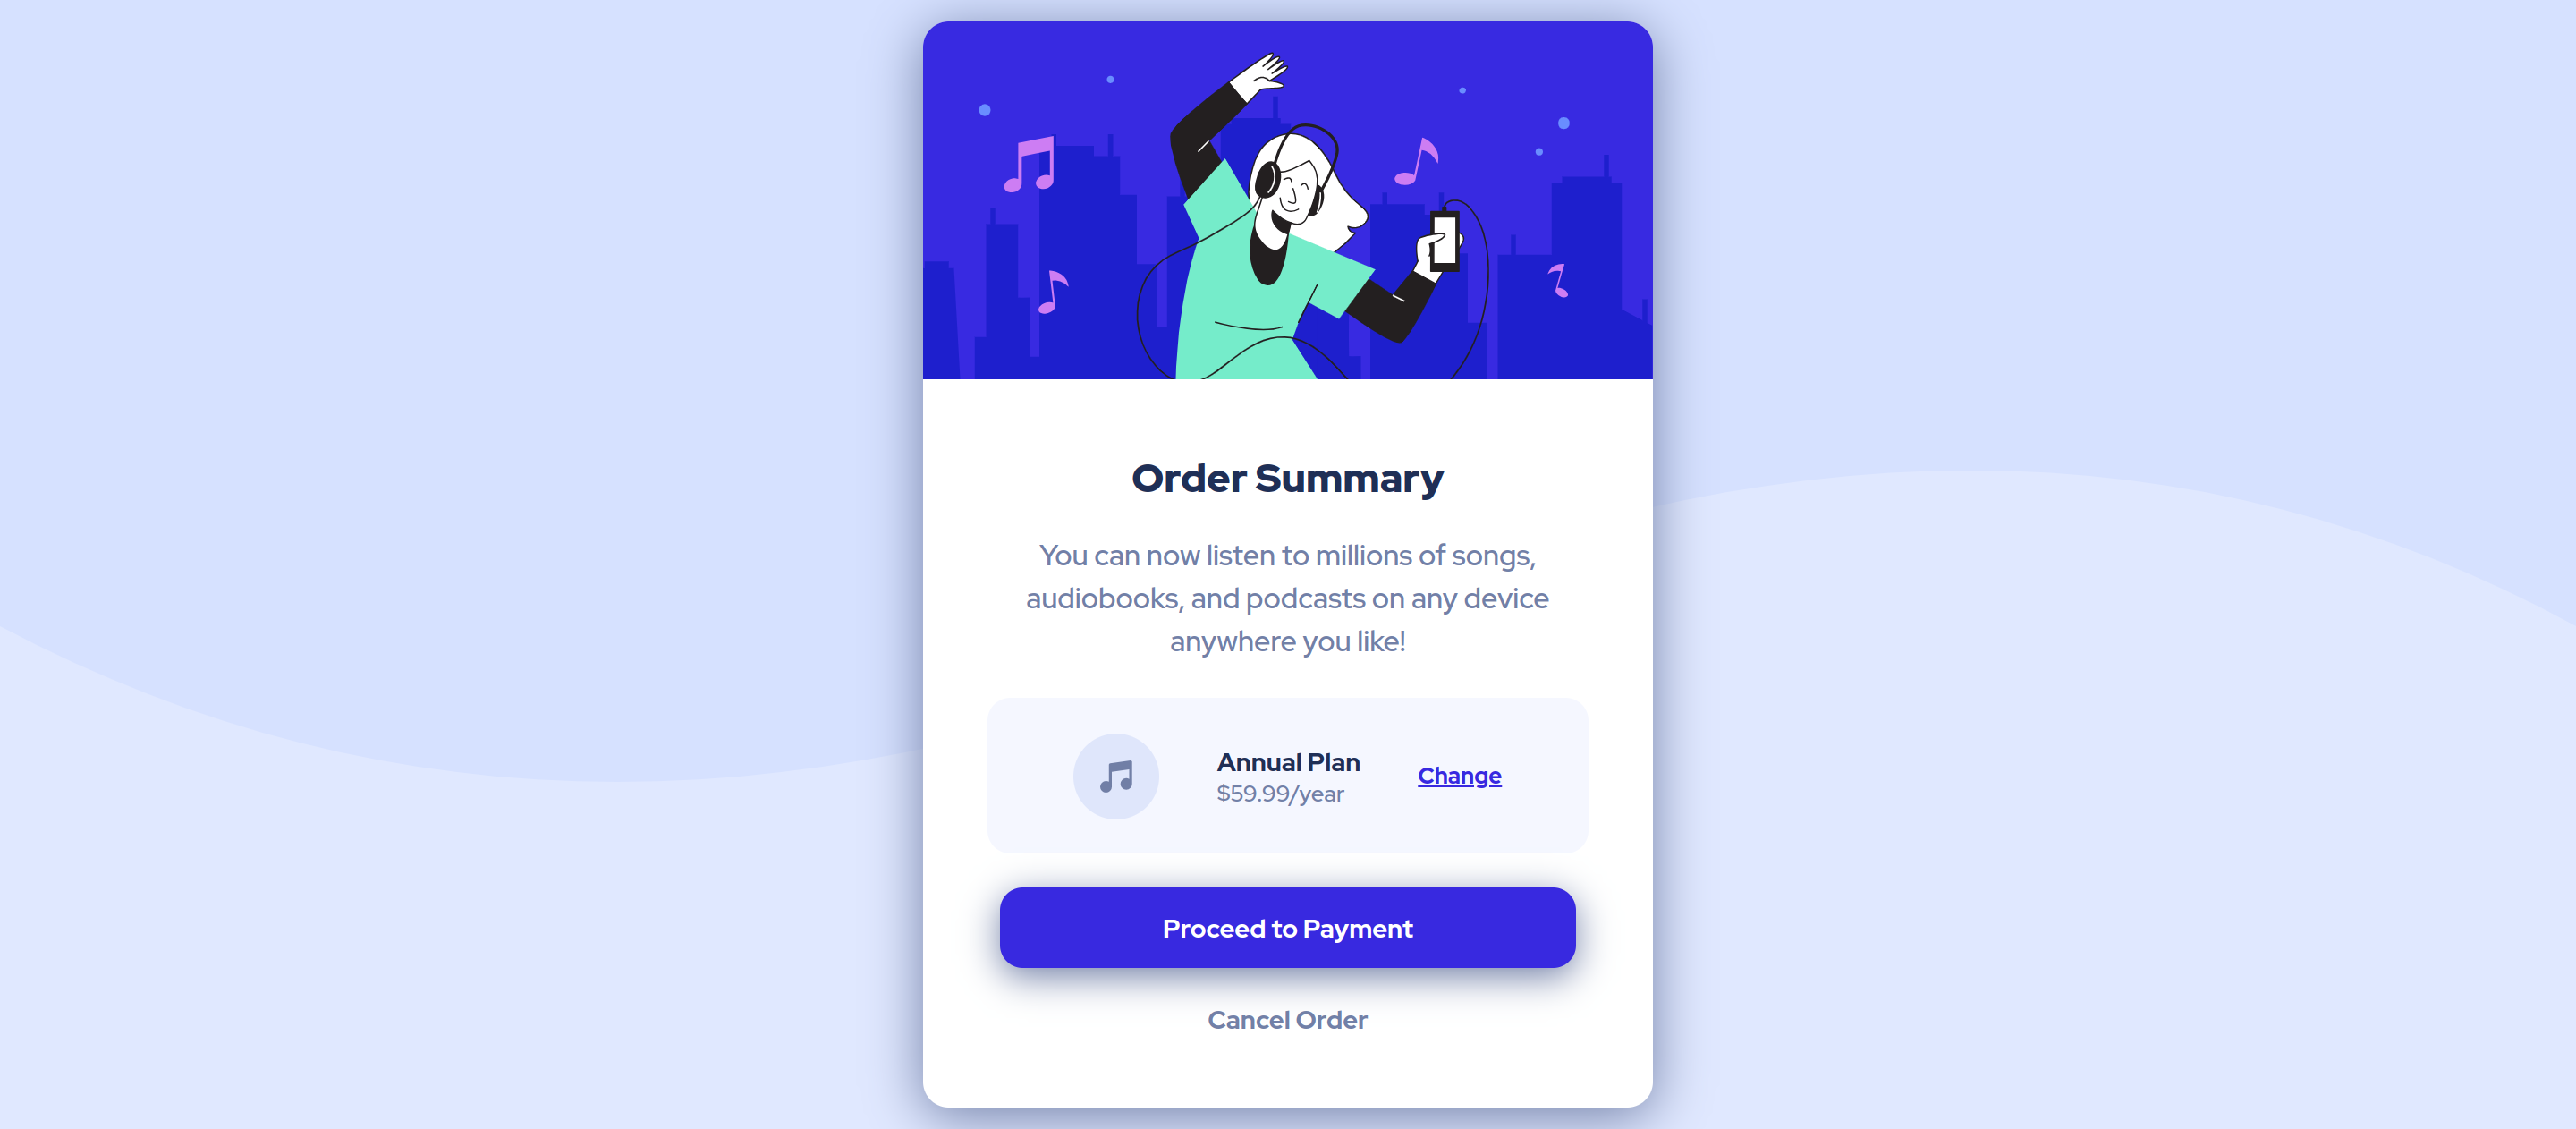 Order Summary
You can now listen to millions of songs,
audiobooks, and podcasts on any device
anywhere you like!
Annual Plan
$59.99/year
Change
Proceed to Payment
Cancel Order